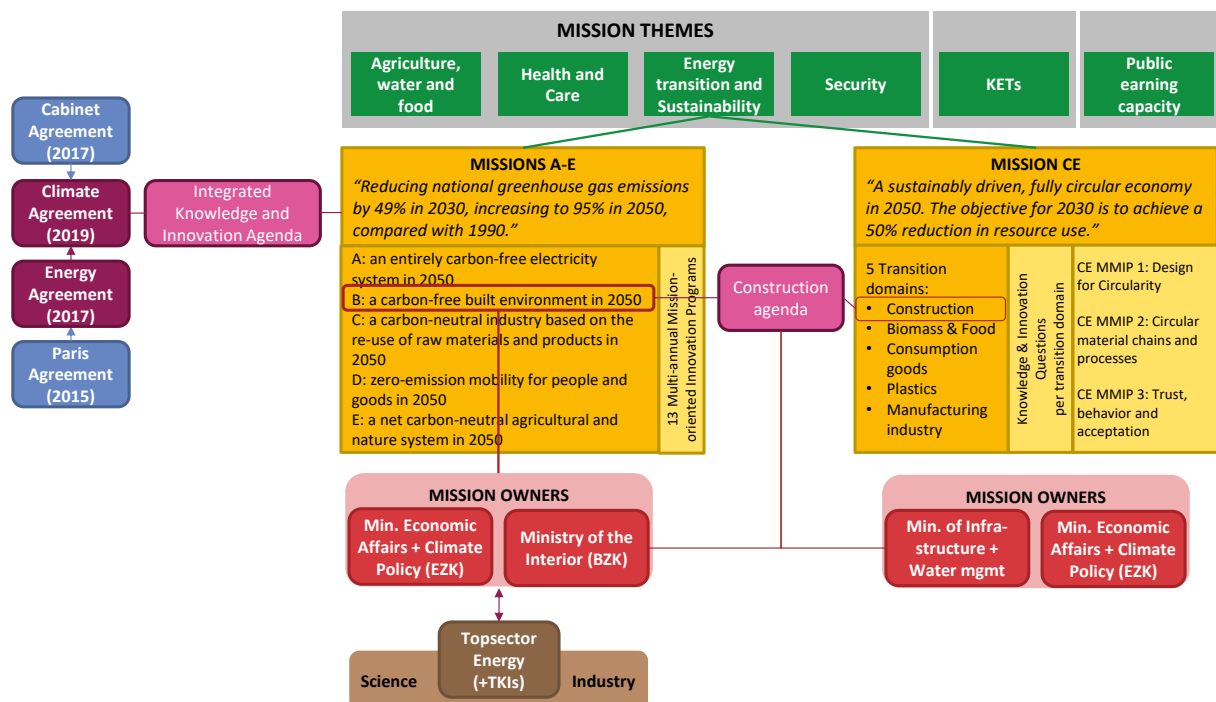 MISSION THEMES
Agriculture,
water and
food
Health and
Care
Energy
transition and
Sustainability
Security
KETs
Public
earning
capacity
Cabinet
Agreement
(2017)
Climate
Agreement
(2019)
Energy
Agreement
(2017)
Paris
Agreement
(2015)
Integrated
Knowledge and
Innovation Agenda
MISSIONS A-E
“Reducing national greenhouse gas emissions
by 49% in 2030, increasing to 95% in 2050,
compared with 1990.”
A: an entirely carbon-free electricity
system in 2050
B: a carbon-free built environment in 2050
C: a carbon-neutral industry based on the
re-use of raw materials and products in
2050
D: zero-emission mobility for people and
goods in 2050
E: a net carbon-neutral agricultural and
nature system in 2050
13 Multi-annual Mission-
oriented Innovation Programs
Construction
agenda
MISSION CE
“A sustainably driven, fully circular economy
in 2050. The objective for 2030 is to achieve a
50% reduction in resource use.”
5 Transition
domains:
• Construction
• Biomass & Food
• Consumption
goods
• Plastics
• Manufacturing
industry
Knowledge & Innovation
Questions
per transition domain
CE MMIP 1: Design
for Circularity
CE MMIP 2: Circular
material chains and
processes
CE MMIP 3: Trust,
behavior and
acceptation
MISSION OWNERS
Min. Economic
Affairs + Climate
Policy (EZK)
Ministry of the
Interior (BZK)
MISSION OWNERS
Min. of Infra-
structure +
Water mgmt
Min. Economic
Affairs + Climate
Policy (EZK)
Topsector
Energy
(+TKIs)
Science
Industry